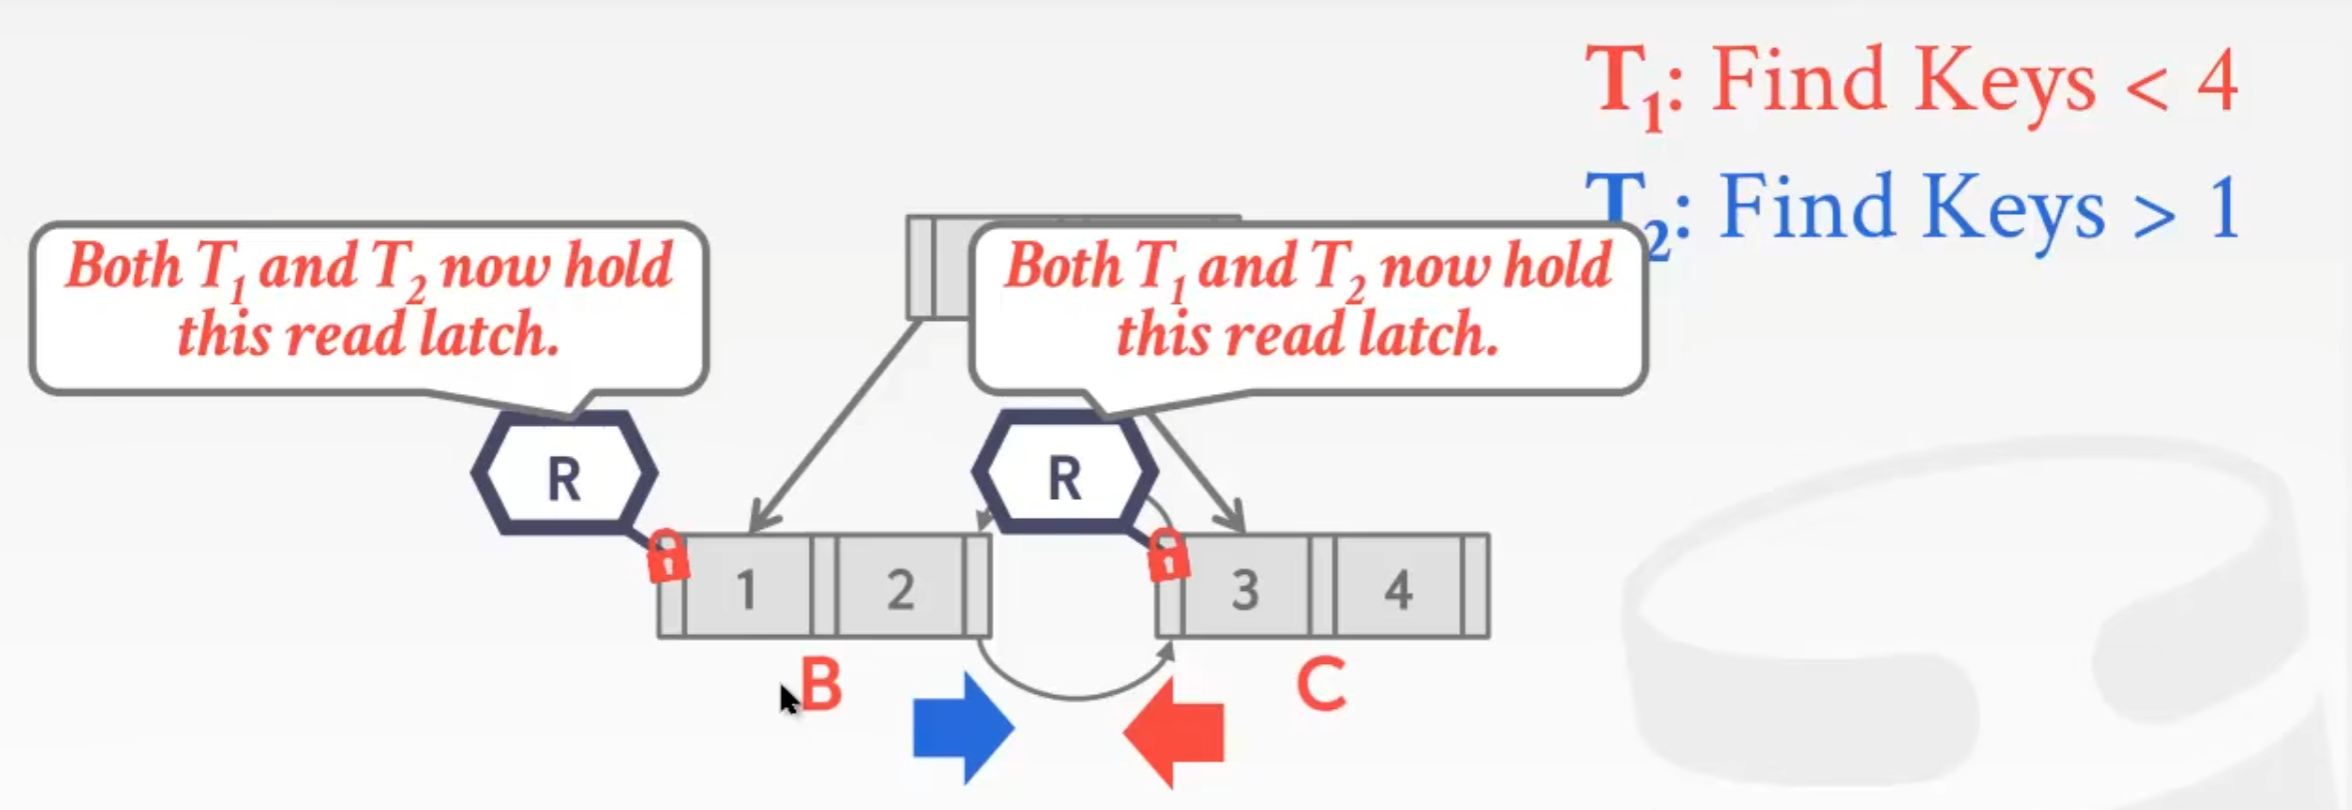 T1: Find Keys < 4
T2: Find Keys > 1
Both T1 and T2 now hold
this read latch.
Both T1 and T2 now hold
this read latch.
R
R
1 2
3 4
B
C